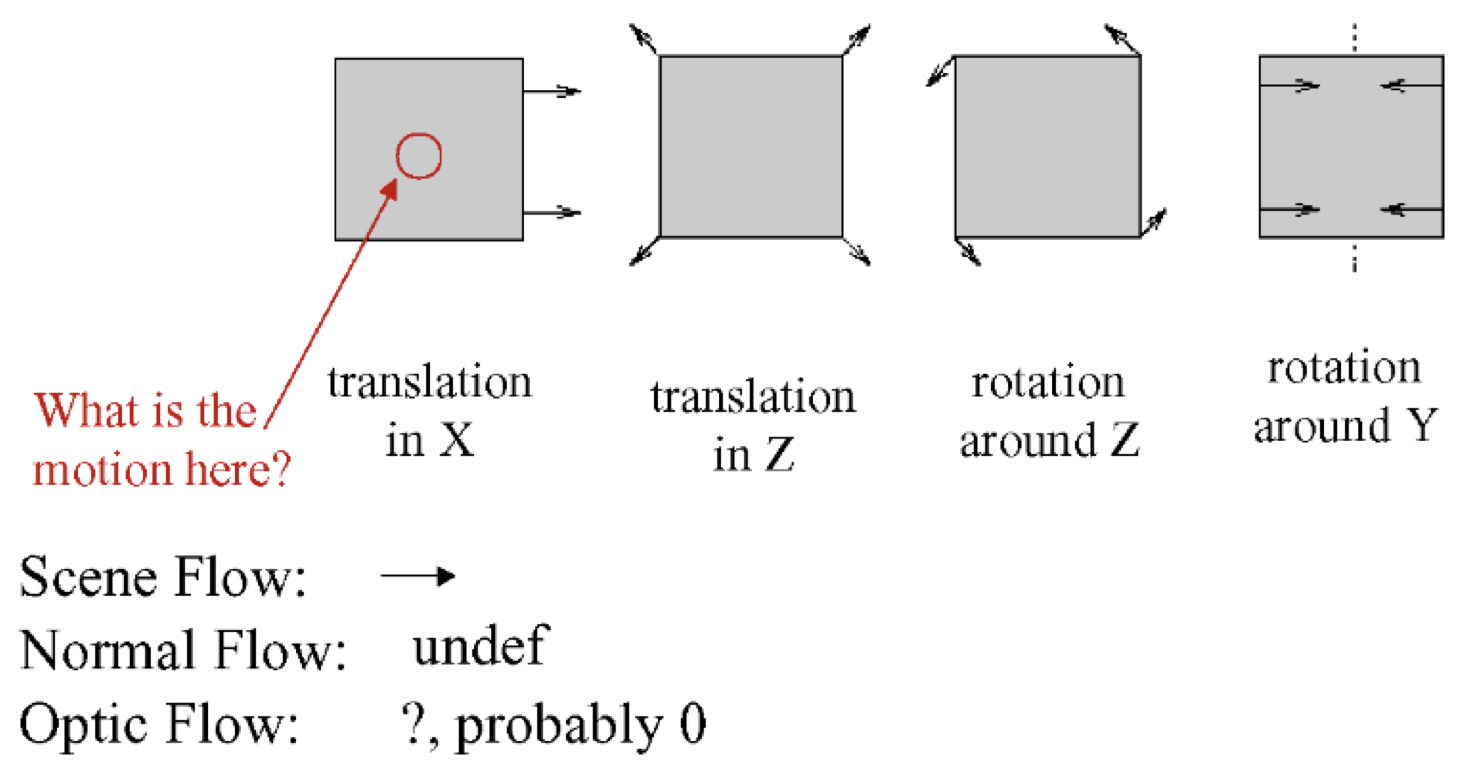 translation
in X
translation
in Z
rotation
around Z
rotation
around Y
What is the
motion here?
Scene Flow:
Normal Flow: undef
Optic Flow: ?, probably 0